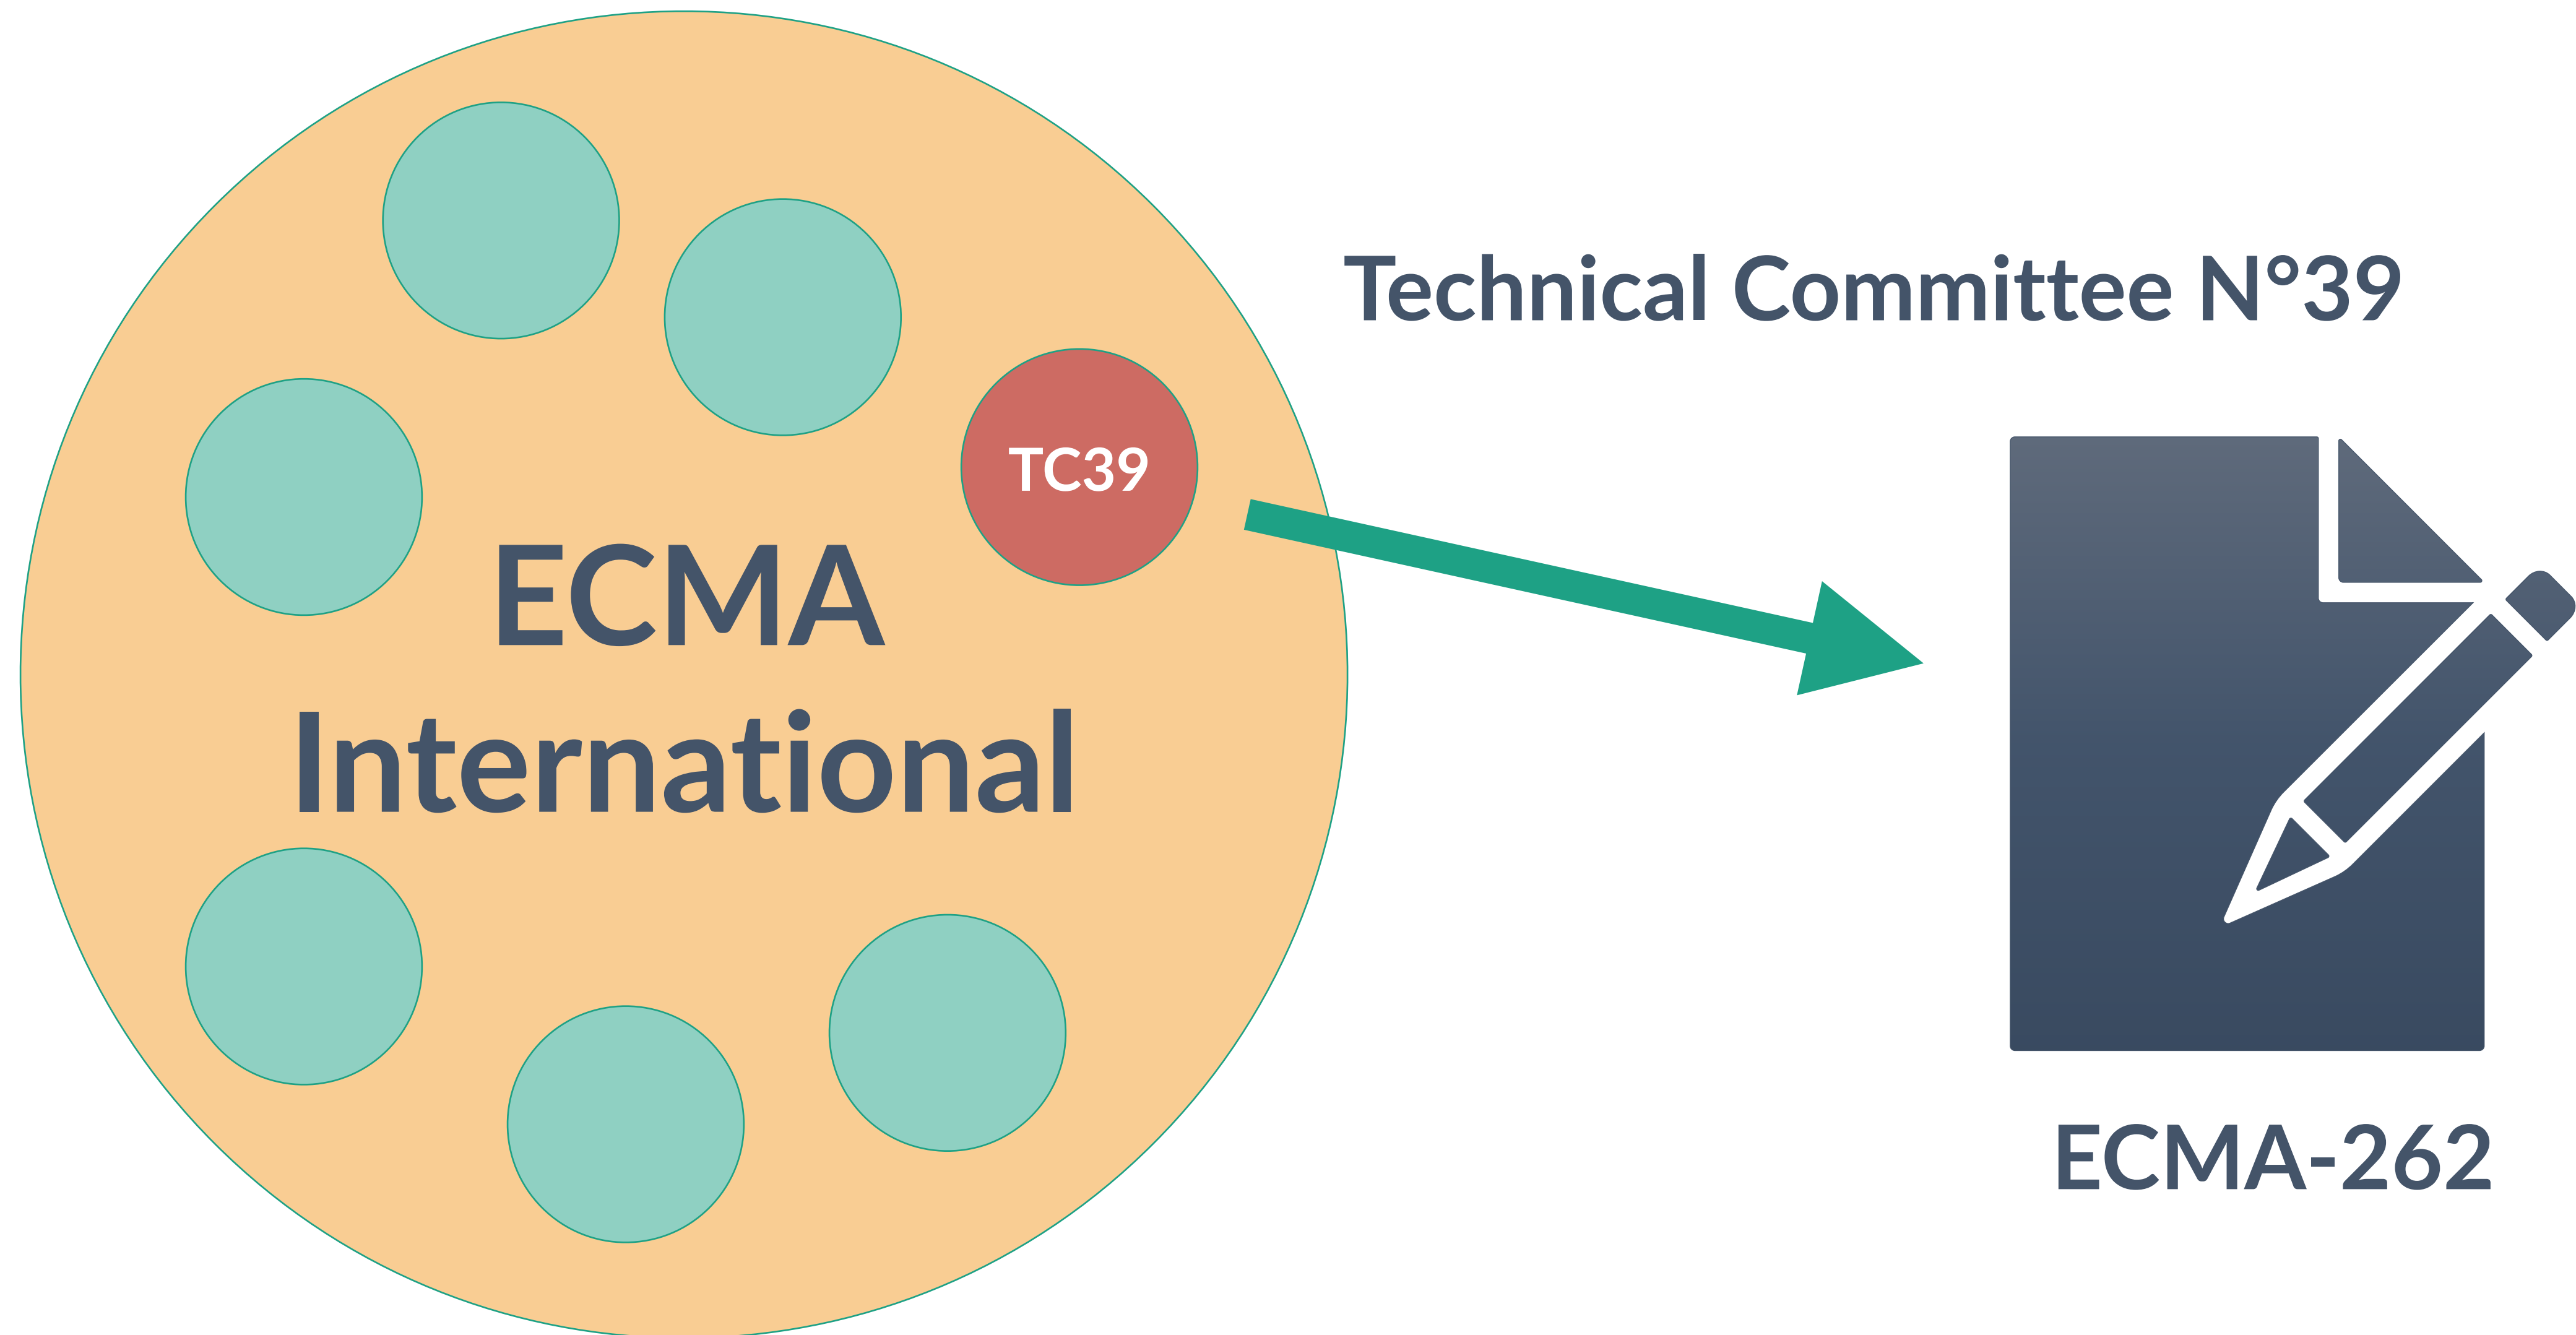 ECMA
International
TC39
Technical Committee N°39
ECMA-262